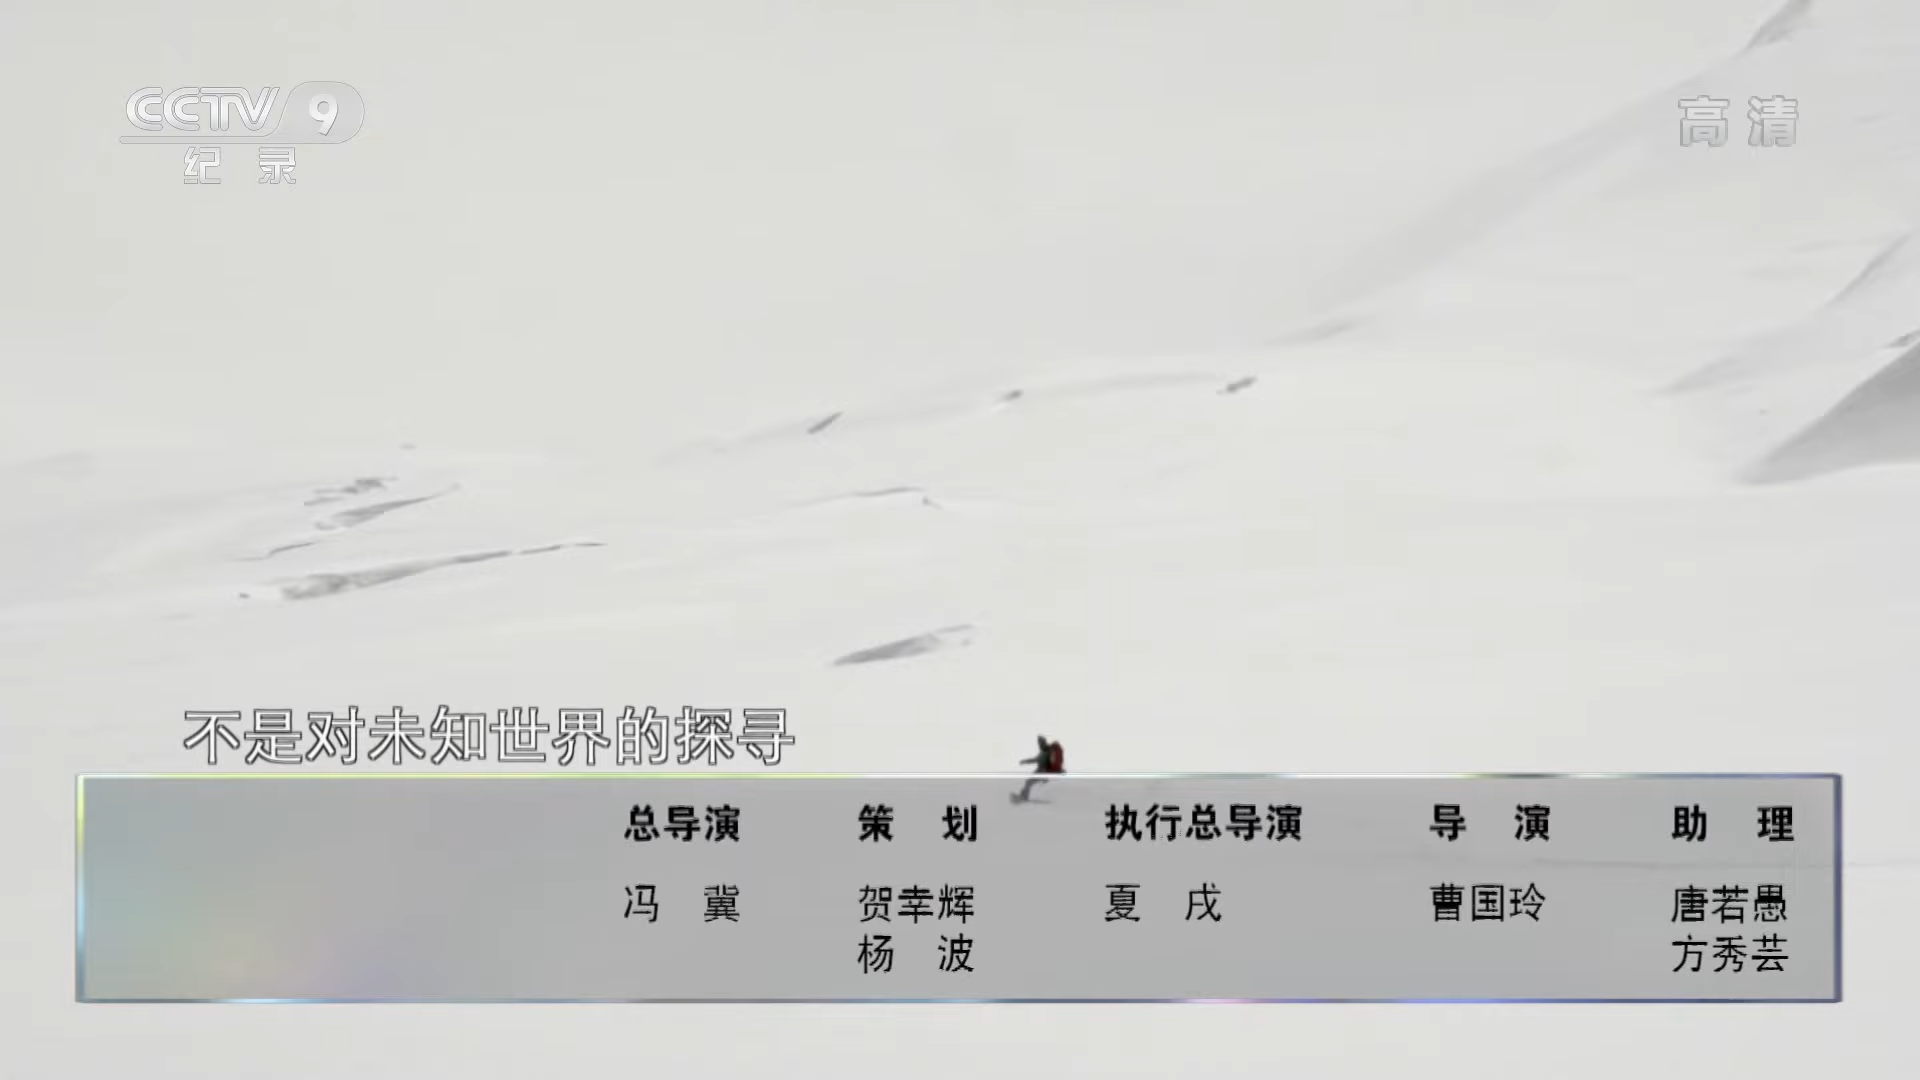 CCTV 9
纪 录
高清
不是对未知世界的探寻
总导演 策 划 执行总导演 导 演 助 理
冯 冀 贺幸辉 夏 戌 曹国玲 唐若愚
杨 波 方秀芸